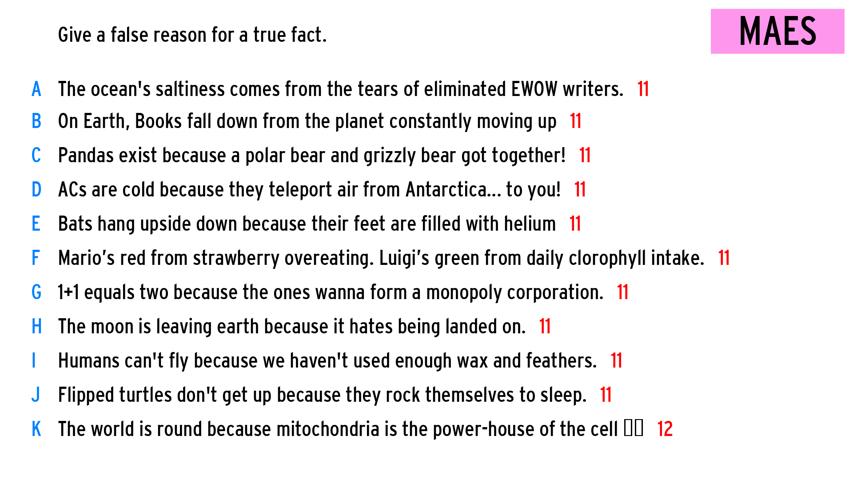 Give a false reason for a true fact.
MAES
A The ocean's saltiness comes from the tears of eliminated EWOW writers. 11
B On Earth, Books fall down from the planet constantly moving up 11
C Pandas exist because a polar bear and grizzly bear got together! 11
D ACs are cold because they teleport air from Antarctica... to you! 11
E Bats hang upside down because their feet are filled with helium 11
F Mario’s red from strawberry overeating. Luigi’s green from daily clorophyll intake. 11
G 1+1 equals two because the ones wanna form a monopoly corporation. 11
H The moon is leaving earth because it hates being landed on. 11
I Humans can't fly because we haven't used enough wax and feathers. 11
J Flipped turtles don't get up because they rock themselves to sleep. 11
K The world is round because mitochondria is the power-house of the cell 12